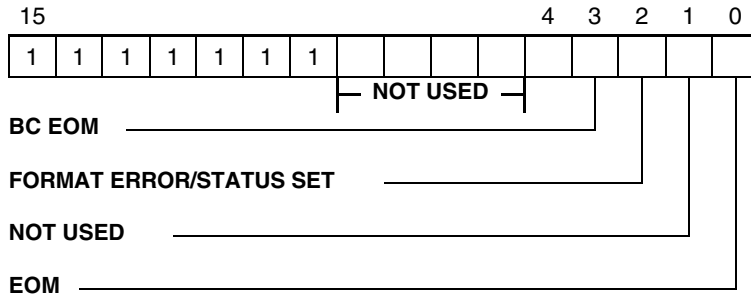 15 4 3 2 1 0
1 1 1 1 1 1 1
NOT USED
BC EOM
FORMAT ERROR/STATUS SET
NOT USED
EOM